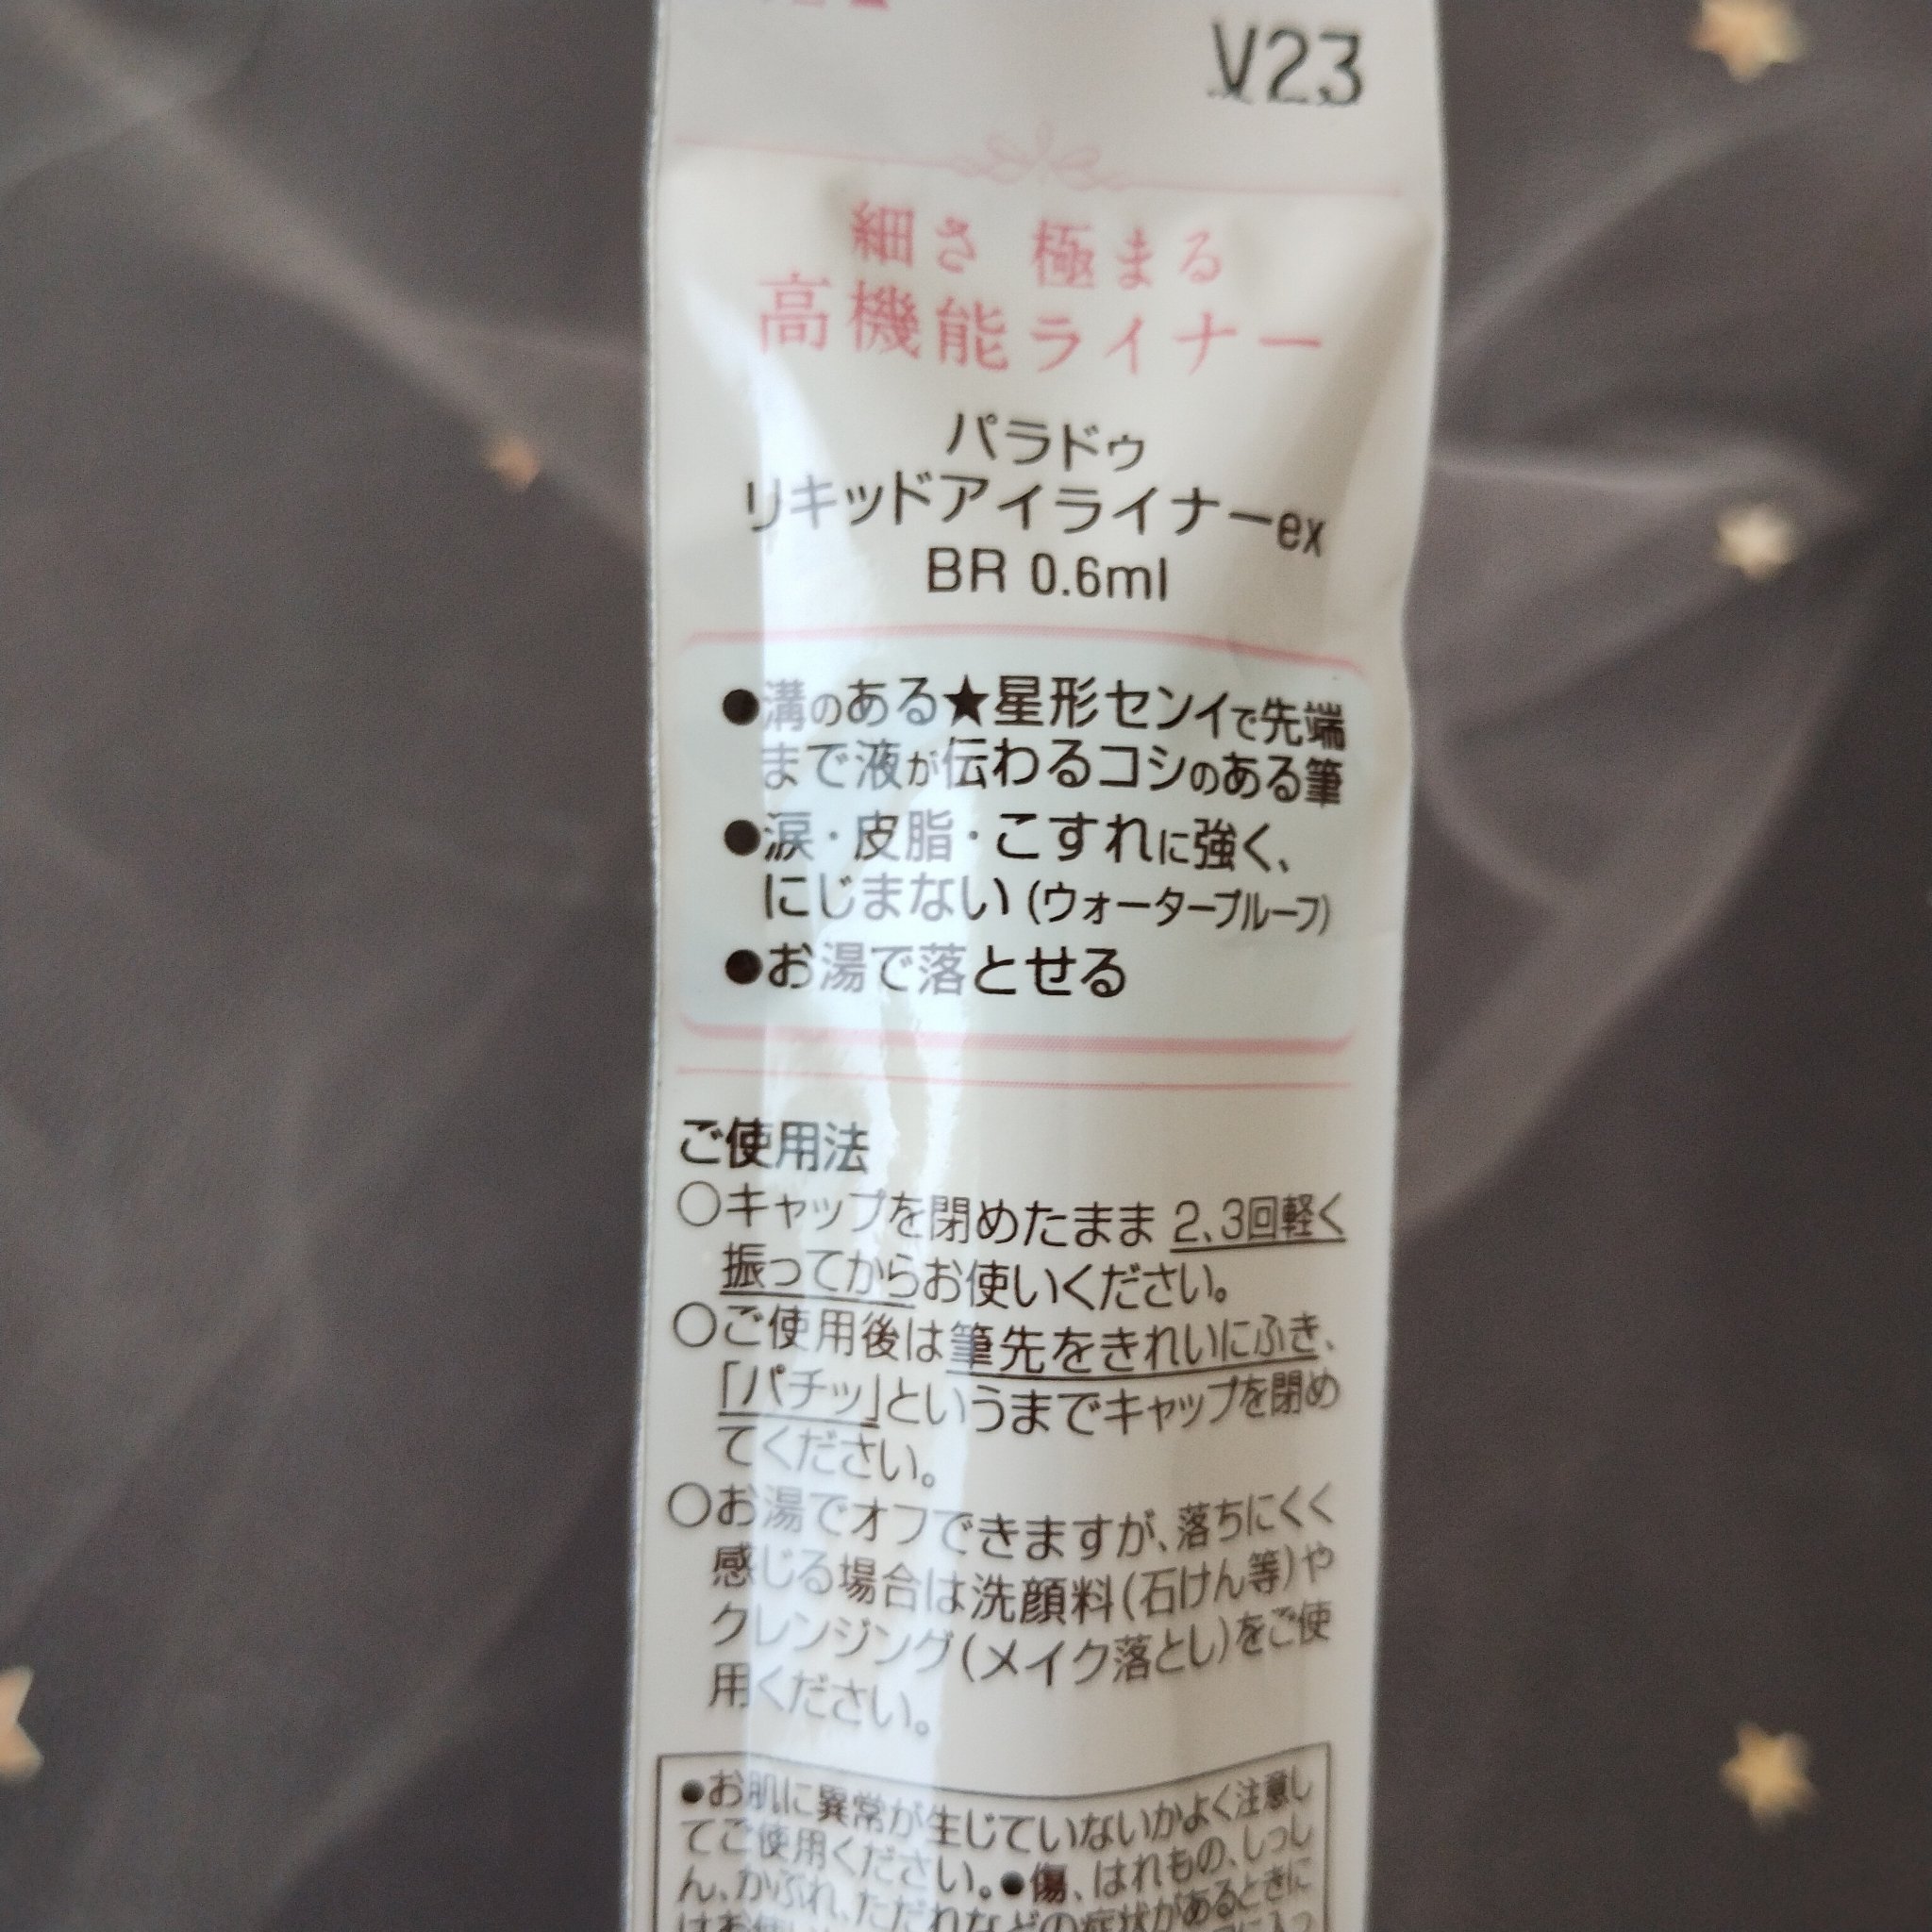 V23
細さ 極まる
高機能ライナー
パラドゥ
リキッドアイライナーex
BR 0.6ml
●溝のある★星形センイで先端
まで液が伝わるコシのある筆
●涙・皮脂・こすれに強く、
にじまない(ウォータープルーフ)
●お湯で落とせる
ご使用法
○キャップを閉めたまま 2、3回軽く
振ってからお使いください。
○ご使用後は筆先をきれいにふき、
「パチッ」というまでキャップを閉め
てください。
○お湯でオフできますが、落ちにくく
感じる場合は洗顔料(石けん等)や
クレンジング(メイク落とし)をご使
用ください。
●お肌に異常が生じていないかよく注意し
てご使用ください。●傷、はれもの、しっし
ん、かぶれ、ただれなどの症状があるときに
はお使い